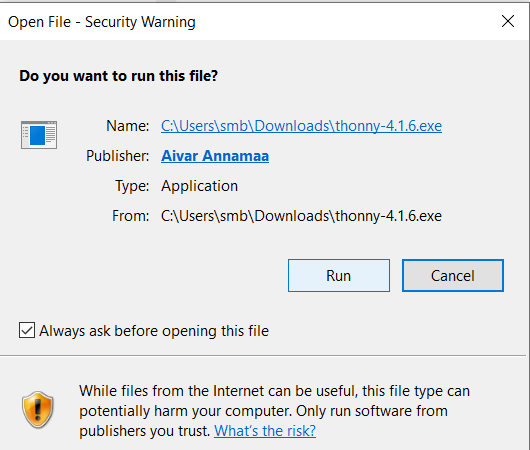 Open File - Security Warning
Do you want to run this file?
Name: C:\Users\smb\Downloads\thonny-4.1.6.exe
Publisher: Aivar Annamaa
Type: Application
From: C:\Users\smb\Downloads\thonny-4.1.6.exe
Run Cancel
Always ask before opening this file
While files from the Internet can be useful, this file type can
potentially harm your computer. Only run software from
publishers you trust. What's the risk?